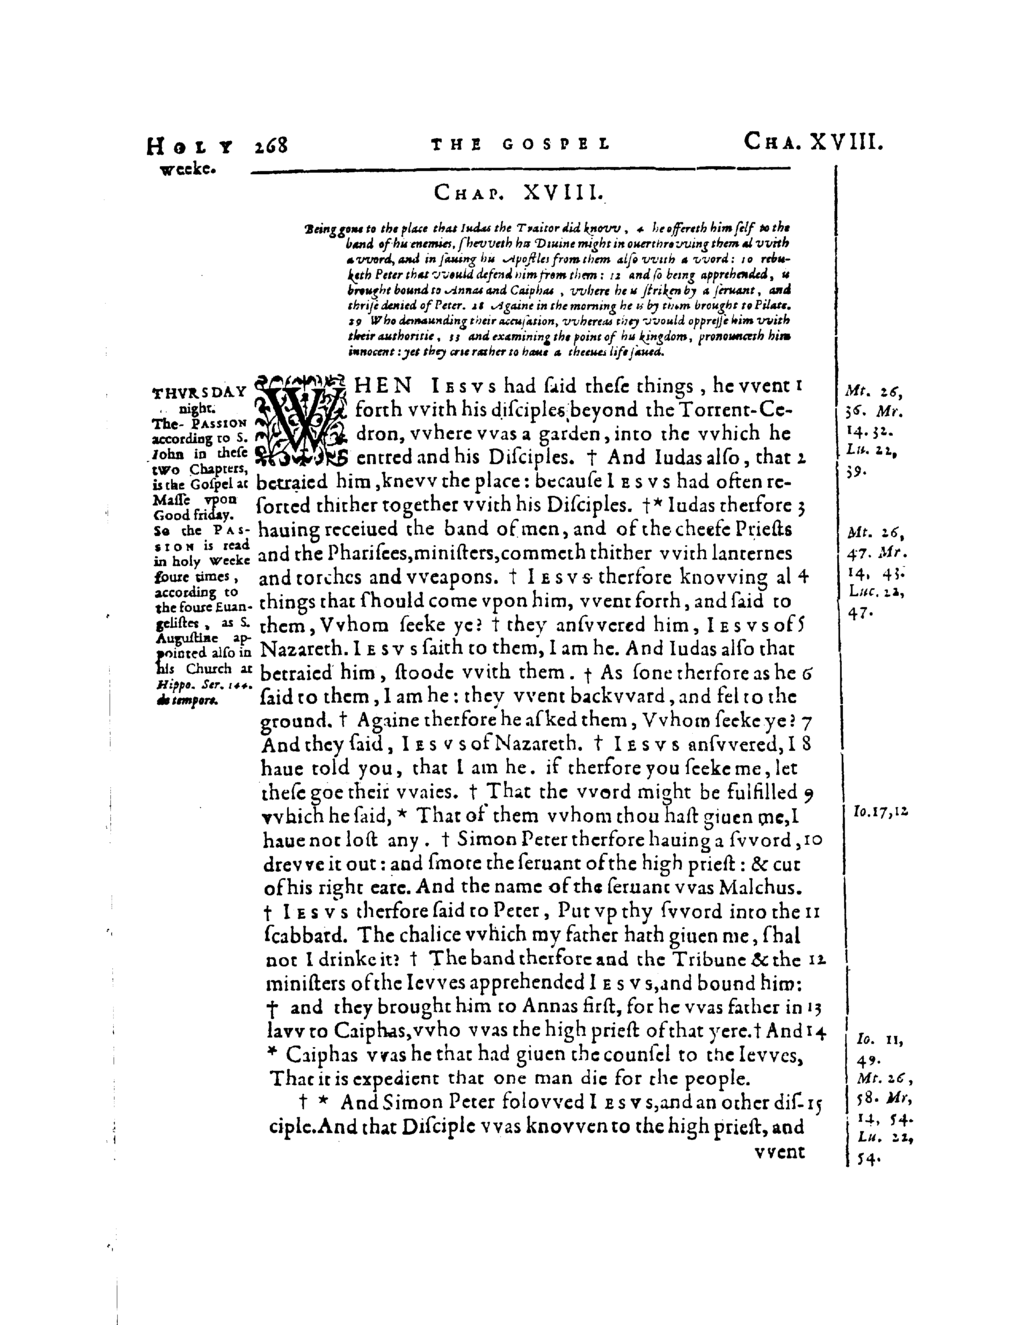 HOLY 268 THE GOSPEL CHA. XVIII.
weeke.
CHAP. XVIII.
Being gone to the place that Iudas the Traitor did knovv, 4 he offereth him ſelf to the
band of his enemies, ſhevveth his Diuine might in ouerthrovving them al vvith
a vvord, and in ſauing his Apoſtles from them alſo vvith a vvord: 10 rebu-
keth Peter that vvould defend him from them: 12 and ſo being apprehended, is
brought bound to Annas and Caiphas, vvhere he is ſtriken by a ſeruant, and
thriſe denied of Peter. 28 Againe in the morning he is by them brought to Pilate.
29 Who demaunding their accuſation, vvhereas they vvould oppreſſe him vvith
their authoritie, 33 and examining the point of his kingdom, pronounceth him
innocent: yet they crie rather to haue a theeues life ſaued.
THVRSDAY
night.
The PASSION
according to S.
John in theſe
two Chapters,
is the Goſpel at
Maſſe vpon
Good friday.
So the PAS-
SION is read
in holy weeke
foure times,
according to
the foure Euan-
geliſtes, as S.
Auguſtine ap-
pointed alſo in
his Church at
Hippo. Ser. 144.
de tempore.
WHEN IESVS had ſaid theſe things, he vvent 1
forth vvith his diſciples beyond the Torrent-Ce-
dron, vvhere vvas a garden, into the vvhich he
entred and his Diſciples. † And Iudas alſo, that 2
betraied him, knevv the place: becauſe IESVS had often re-
ſorted thither together vvith his Diſciples. †* Iudas therfore 3
hauing receiued the band of men, and of the cheefe Prieſts
and the Phariſees, miniſters, commeth thither vvith lanternes
and torches and vveapons. † IESVS therfore knovving al 4
things that ſhould come vpon him, vvent forth, and ſaid to
them, Vvhom ſeeke ye? † they anſvvered him, IESVS of 5
Nazareth. IESVS ſaith to them, I am he. And Iudas alſo that
betraied him, ſtoode vvith them. † As ſone therfore as he 6
ſaid to them, I am he: they vvent backvvard, and fel to the
ground. † Againe therfore he aſked them, Vvhom ſeeke ye? 7
And they ſaid, IESVS of Nazareth. † IESVS anſvvered, I 8
haue told you, that I am he. if therfore you ſeeke me, let
theſe goe their vvaies. † That the vvord might be fulfilled 9
vvhich he ſaid, * That of them vvhom thou haſt giuen me, I
haue not loſt any. † Simon Peter therfore hauing a ſvvord, 10
drevve it out: and ſmote the ſeruant of the high prieſt: & cut
of his right eare. And the name of the ſeruant vvas Malchus.
† IESVS therfore ſaid to Peter, Put vp thy ſvvord into the 11
ſcabbard. The chalice vvhich my father hath giuen me, ſhal
not I drinke it? † The band therfore and the Tribune & the 12
miniſters of the Ievves apprehended IESVS, and bound him:
† and they brought him to Annas firſt, for he vvas father in 13
lavv to Caiphas, vvho vvas the high prieſt of that yere. † And 14
* Caiphas vvas he that had giuen the counſel to the Ievves,
That it is expedient that one man die for the people.
† * And Simon Peter folovved IESVS, and an other diſ- 15
ciple. And that Diſciple vvas knovven to the high prieſt, and
vvent
Mt. 26,
36. Mr.
14. 32.
Lu. 22,
39.
Mt. 26,
47. Mr.
14, 43.
Luc. 22,
47.
Io. 17, 12
Io. 11,
49.
Mt. 26,
58. Mr,
14, 54.
Lu. 22,
54.